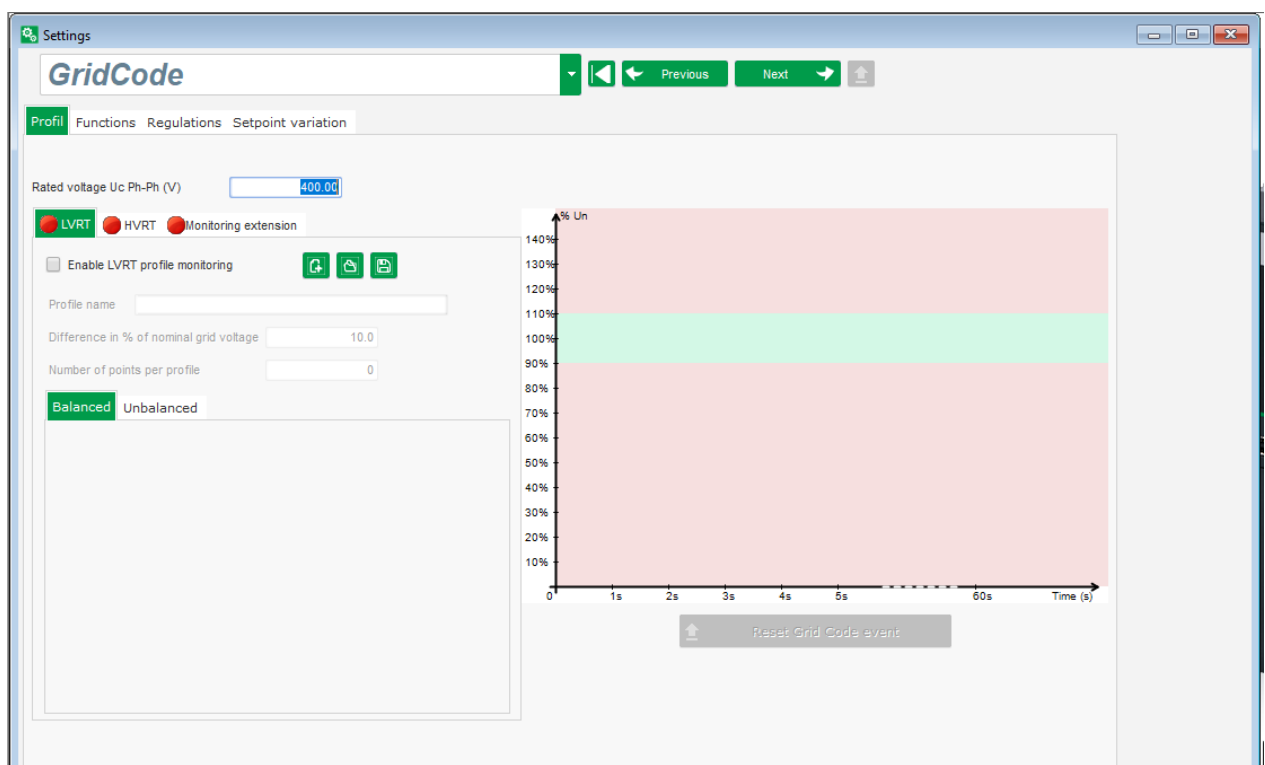 Settings
GridCode
Previous Next
Profil Functions Regulations Setpoint variation
Rated voltage Uc Ph-Ph (V) 400.00
LVRT HVRT Monitoring extension
Enable LVRT profile monitoring
Profile name
Difference in % of nominal grid voltage 10.0
Number of points per profile 0
Balanced Unbalanced
% Un
140%
130%
120%
110%
100%
90%
80%
70%
60%
50%
40%
30%
20%
10%
0 1s 2s 3s 4s 5s 60s Time (s)
Reset Grid Code event